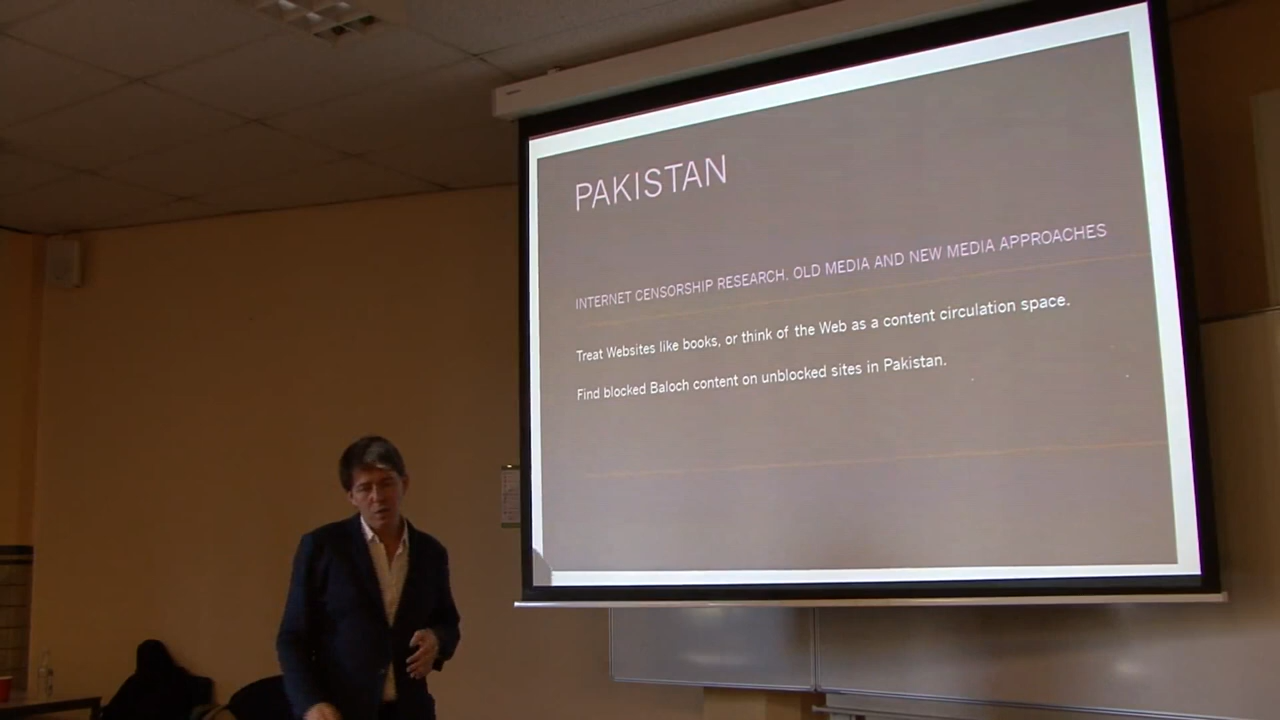 PAKISTAN
INTERNET CENSORSHIP RESEARCH. OLD MEDIA AND NEW MEDIA APPROACHES
Treat Websites like books, or think of the Web as a content circulation space.
Find blocked Baloch content on unblocked sites in Pakistan.